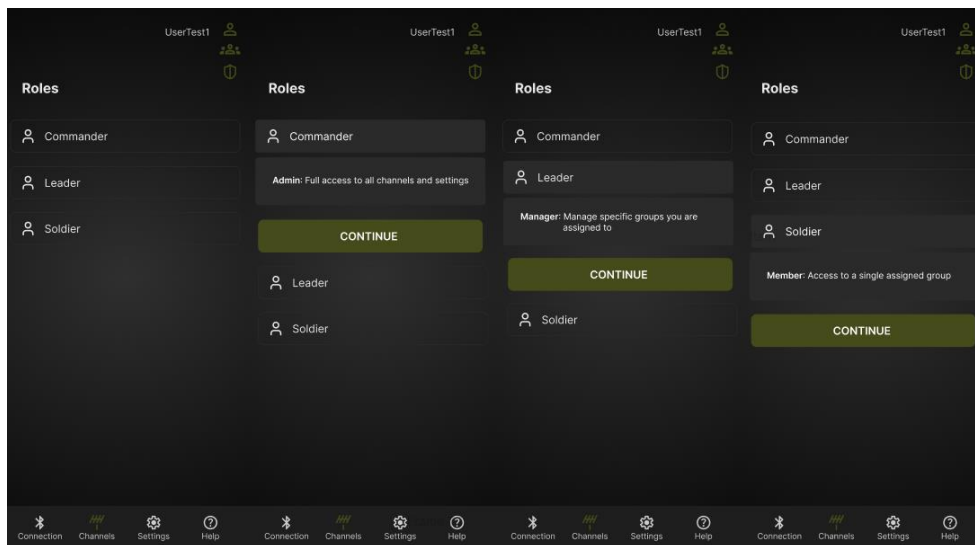 UserTest1
Roles
Commander
Leader
Soldier
Connection
Channels
Settings
Help
UserTest1
Roles
Commander
Admin: Full access to all channels and settings
CONTINUE
Leader
Soldier
Connection
Channels
Settings
Help
UserTest1
Roles
Commander
Leader
Manager: Manage specific groups you are
assigned to
CONTINUE
Soldier
Connection
Channels
Settings
Help
UserTest1
Roles
Commander
Leader
Soldier
Member: Access to a single assigned group
CONTINUE
Connection
Channels
Settings
Help